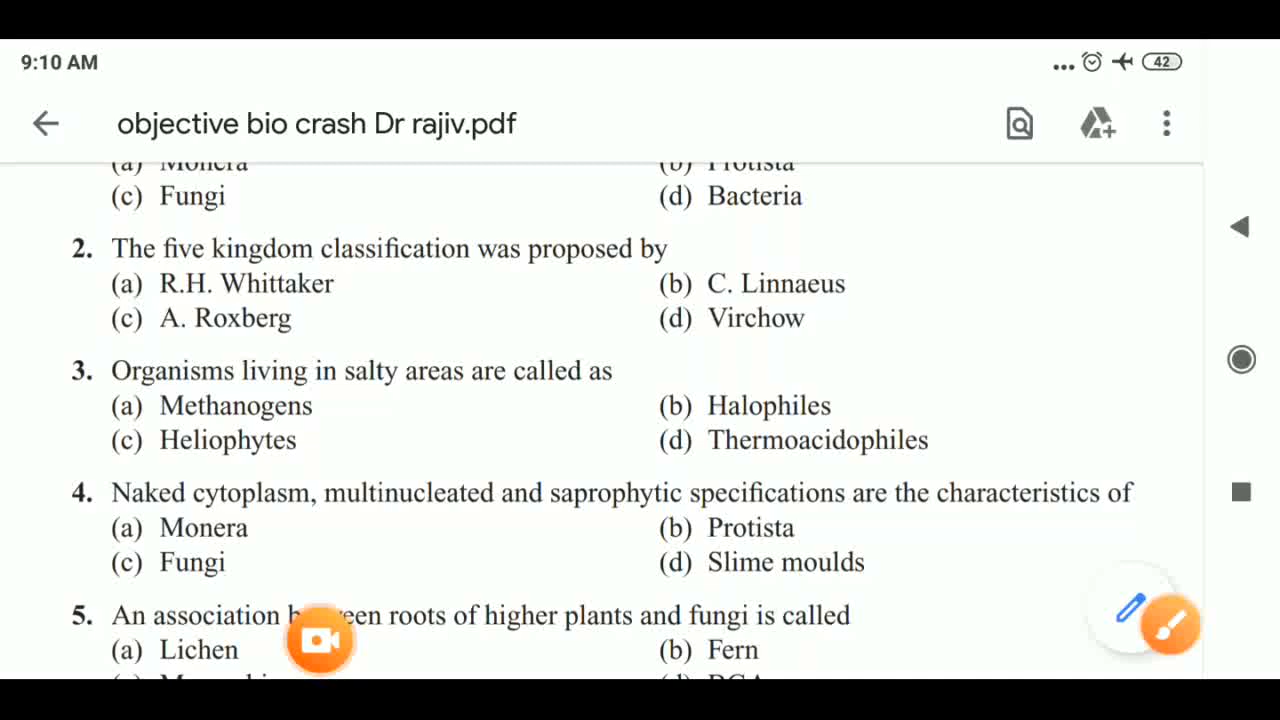 9:10 AM
42
objective bio crash Dr rajiv.pdf
(a) Monera (b) Protista
(c) Fungi (d) Bacteria
2. The five kingdom classification was proposed by
(a) R.H. Whittaker (b) C. Linnaeus
(c) A. Roxberg (d) Virchow
3. Organisms living in salty areas are called as
(a) Methanogens (b) Halophiles
(c) Heliophytes (d) Thermoacidophiles
4. Naked cytoplasm, multinucleated and saprophytic specifications are the characteristics of
(a) Monera (b) Protista
(c) Fungi (d) Slime moulds
5. An association between roots of higher plants and fungi is called
(a) Lichen (b) Fern